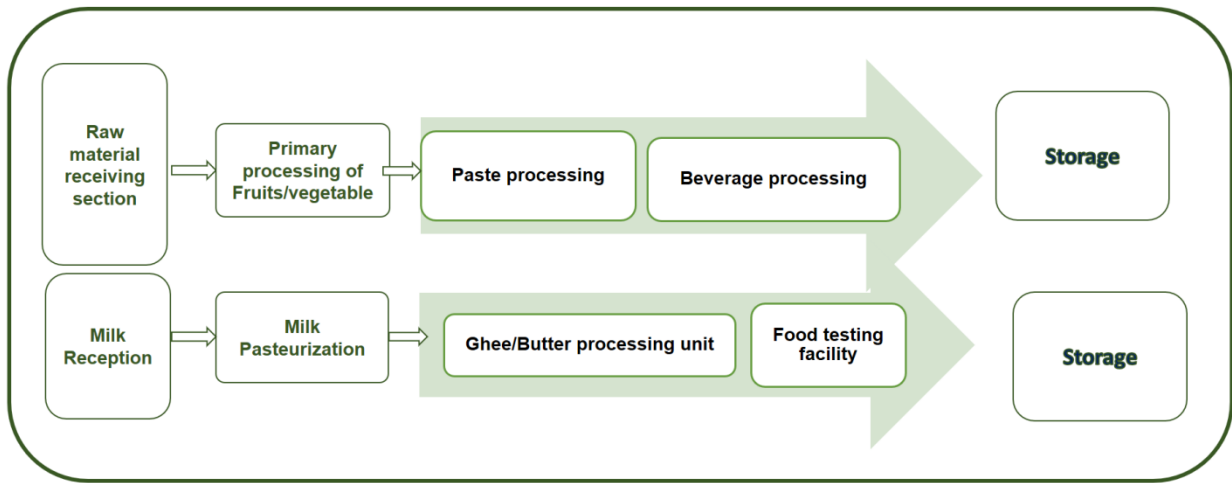 Raw
material
receiving
section
Primary
processing of
Fruits/vegetable
Paste processing
Beverage processing
Storage
Milk
Reception
Milk
Pasteurization
Ghee/Butter processing unit
Food testing
facility
Storage